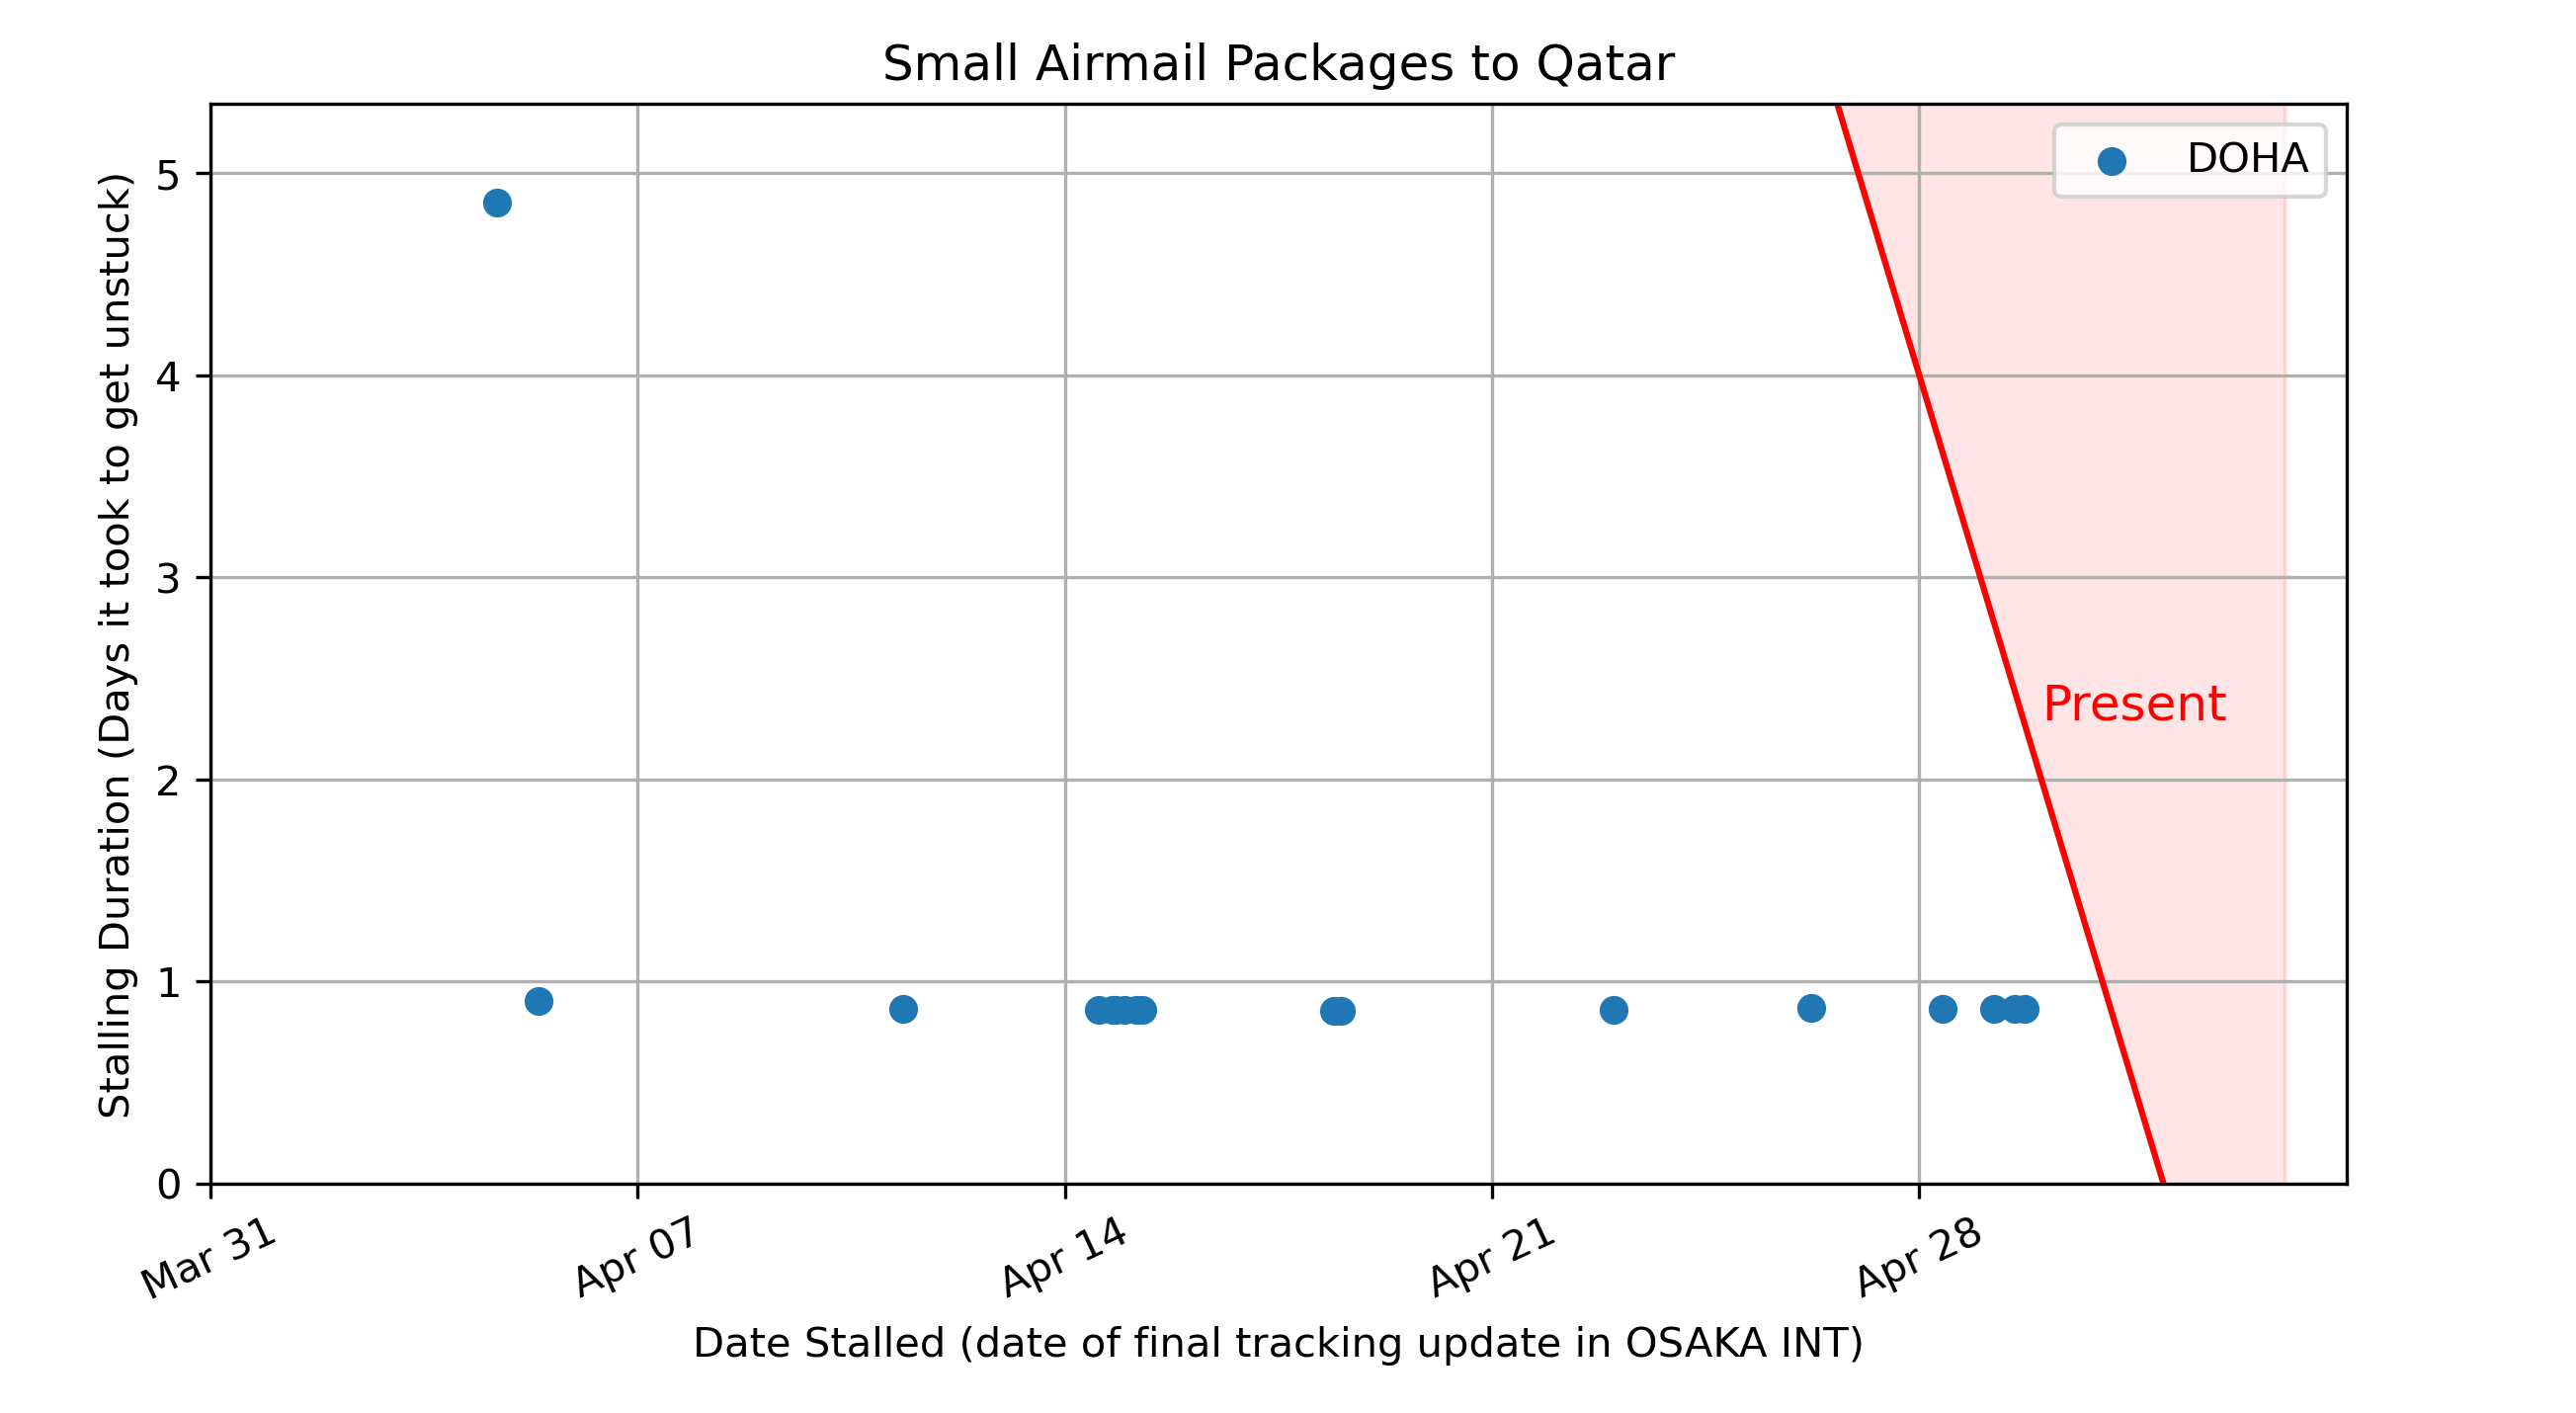 Small Airmail Packages to Qatar
DOHA
Stalling Duration (Days it took to get unstuck)
5
4
3
2
1
0
Present
Mar 31
Apr 07
Apr 14
Apr 21
Apr 28
Date Stalled (date of final tracking update in OSAKA INT)